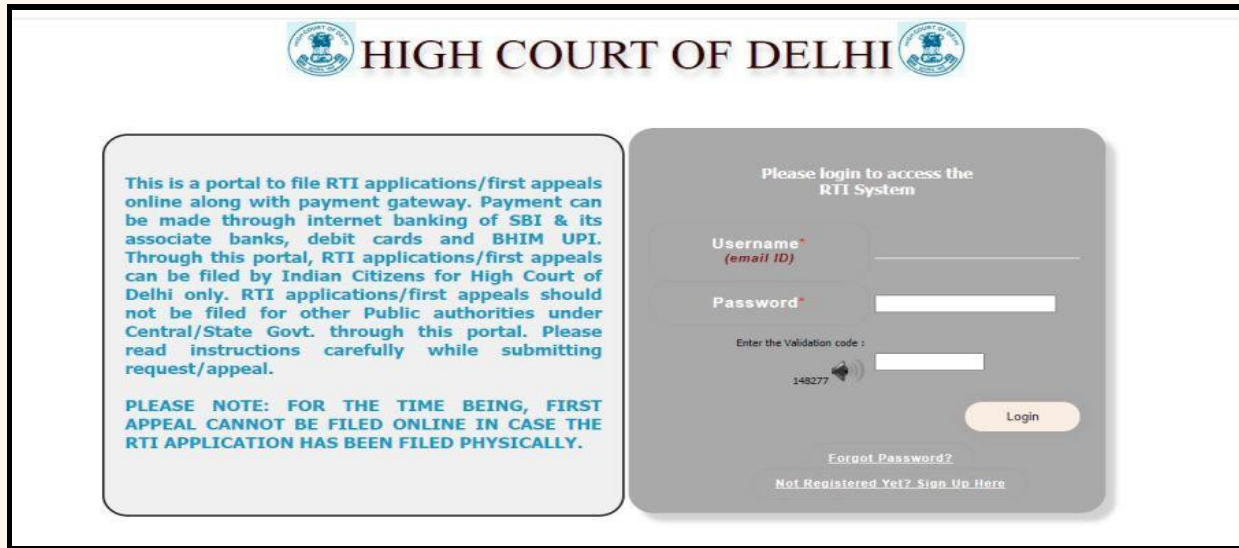 HIGH COURT OF DELHI
This is a portal to file RTI applications/first appeals
online along with payment gateway. Payment can
be made through internet banking of SBI & its
associate banks, debit cards and BHIM UPI.
Through this portal, RTI applications/first appeals
can be filed by Indian Citizens for High Court of
Delhi only. RTI applications/first appeals should
not be filed for other Public authorities under
Central/State Govt. through this portal. Please
read instructions carefully while submitting
request/appeal.
PLEASE NOTE: FOR THE TIME BEING, FIRST
APPEAL CANNOT BE FILED ONLINE IN CASE THE
RTI APPLICATION HAS BEEN FILED PHYSICALLY.
Please login to access the
RTI System
Username*
(email ID)
Password*
Enter the Validation code :
148277
Login
Forgot Password?
Not Registered Yet? Sign Up Here